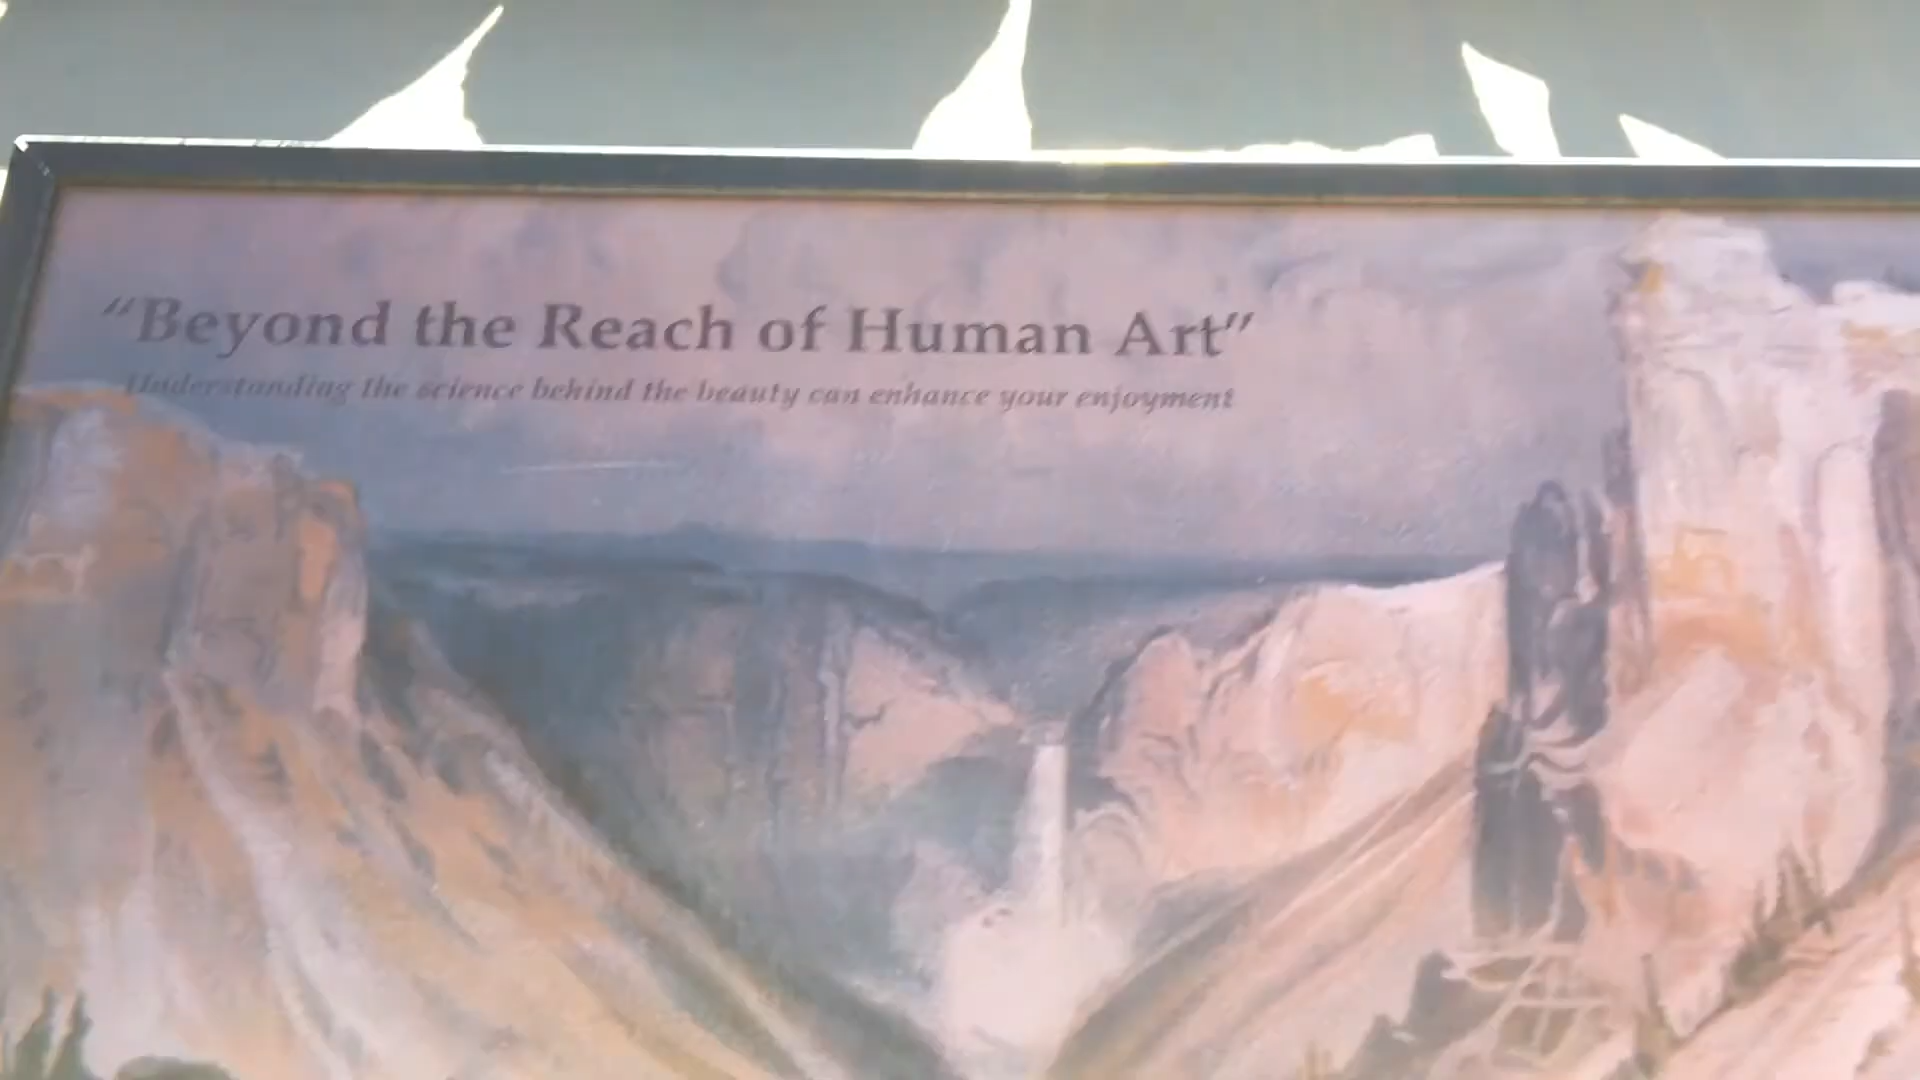 “Beyond the Reach of Human Art”
Understanding the science behind the beauty can enhance your enjoyment